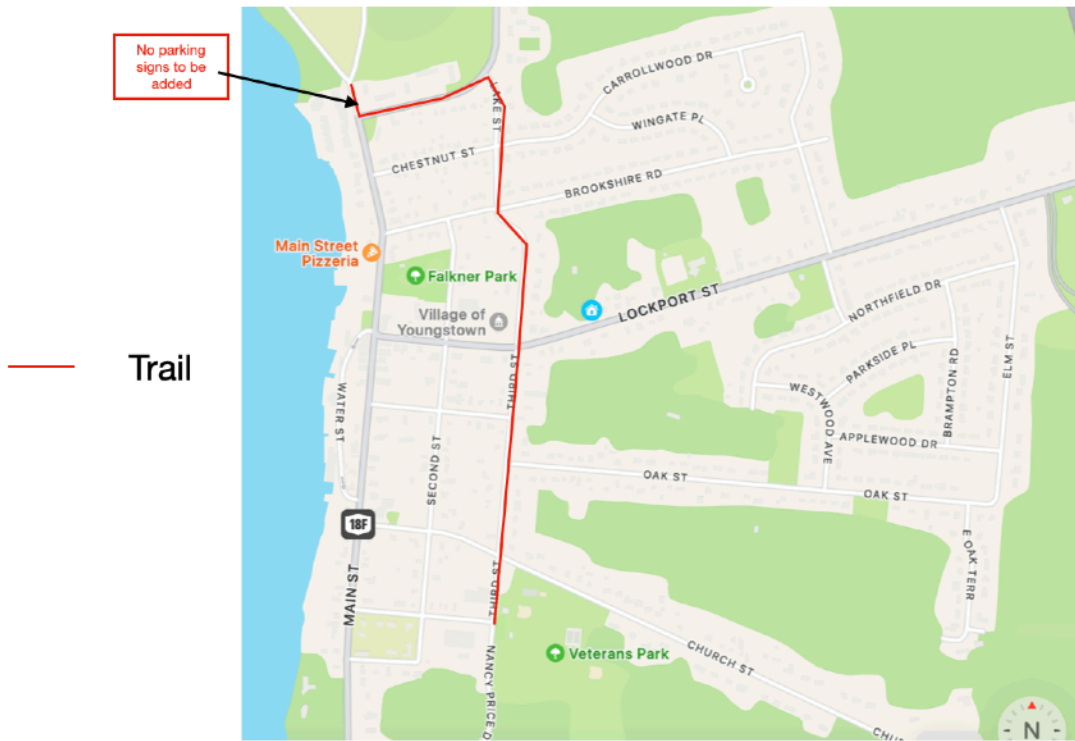 No parking
signs to be
added
CARROLLWOOD DR
LAKE ST
WINGATE PL
CHESTNUT ST
BROOKSHIRE RD
Main Street
Pizzeria
Falkner Park
Village of
Youngstown
LOCKPORT ST
NORTHFIELD DR
Trail
THIRD ST
PARKSIDE PL
WATER ST
WESTWOOD AVE
BRAMPTON RD
ELM ST
APPLEWOOD DR
SECOND ST
OAK ST
OAK ST
18F
MAIN ST
THIRD ST
E OAK TERR
Veterans Park
CHURCH ST
NANCY PRICE D
CHU
N